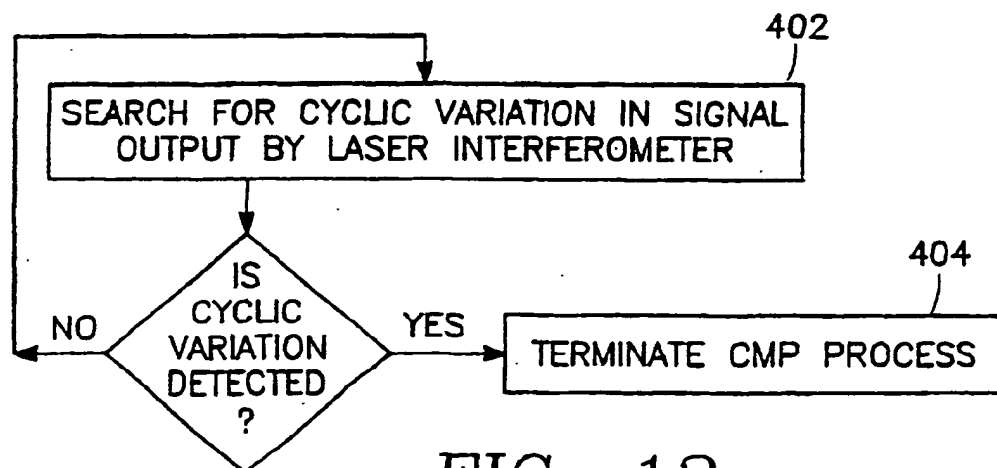 402
SEARCH FOR CYCLIC VARIATION IN SIGNAL
OUTPUT BY LASER INTERFEROMETER
IS
CYCLIC
VARIATION
DETECTED
?
NO
YES
404
TERMINATE CMP PROCESS